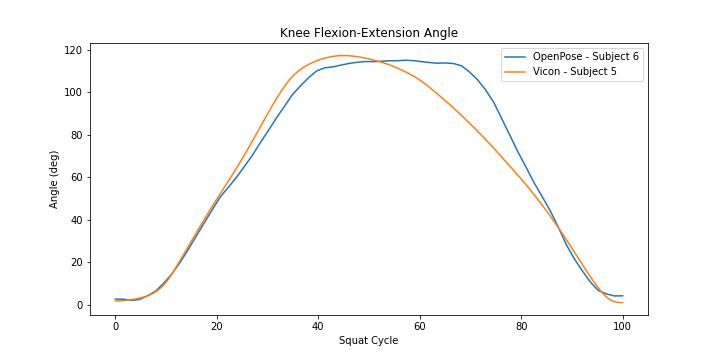 Knee Flexion-Extension Angle
OpenPose - Subject 6
Vicon - Subject 5
Angle (deg)
120
100
80
60
40
20
0
0 20 40 60 80 100
Squat Cycle